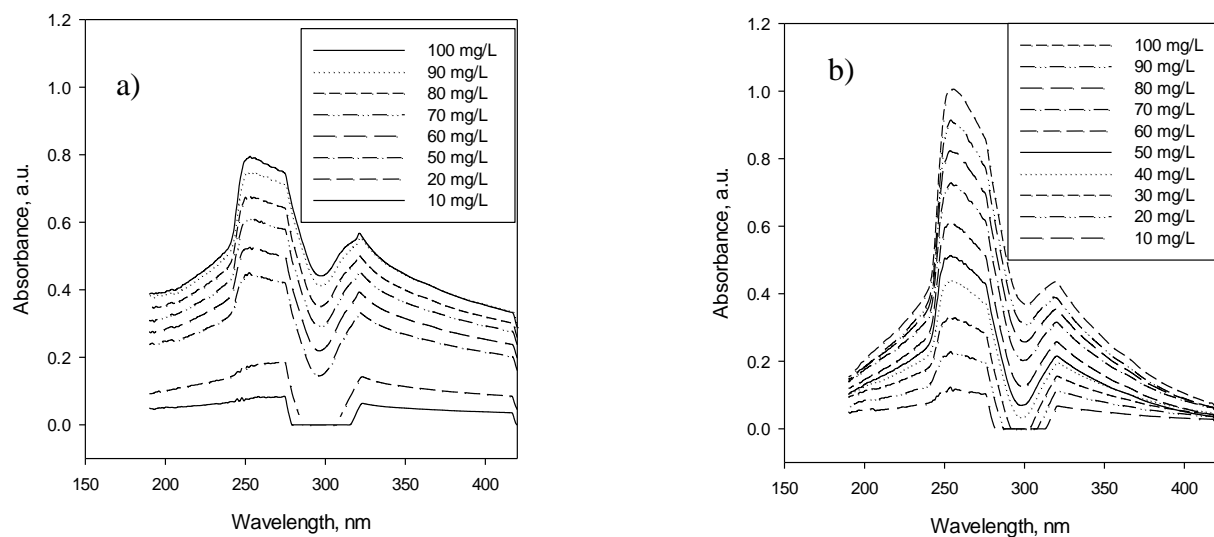 a)
Absorbance, a.u.
1.2
1.0
0.8
0.6
0.4
0.2
0.0
150
200
250
300
350
400
Wavelength, nm
100 mg/L
90 mg/L
80 mg/L
70 mg/L
60 mg/L
50 mg/L
20 mg/L
10 mg/L
b)
Absorbance, a.u.
1.2
1.0
0.8
0.6
0.4
0.2
0.0
150
200
250
300
350
400
Wavelength, nm
100 mg/L
90 mg/L
80 mg/L
70 mg/L
60 mg/L
50 mg/L
40 mg/L
30 mg/L
20 mg/L
10 mg/L